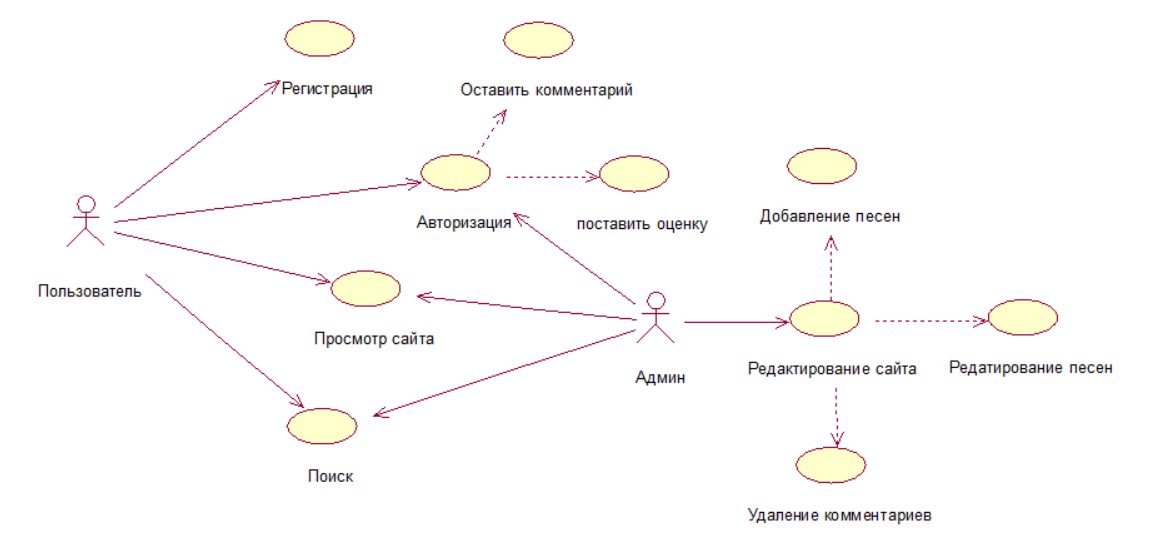 Регистрация
Оставить комментарий
Авторизация
поставить оценку
Добавление песен
Пользователь
Просмотр сайта
Админ
Редактирование сайта
Редатирование песен
Поиск
Удаление комментариев